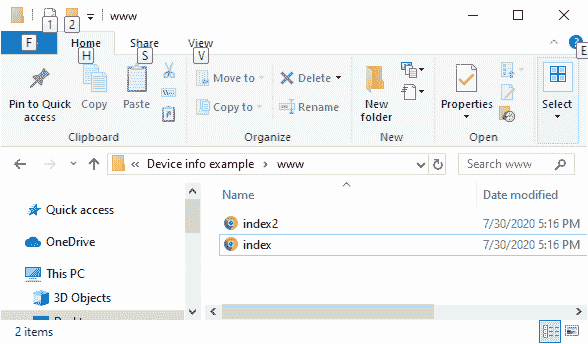 www
1 2
F Home Share View
H S V E
Pin to Quick access
Copy
Paste
Move to
Copy to
Delete
Rename
New folder
Properties
Select
Clipboard Organize New Open
« Device info example > www
Search www
Name Date modified
Quick access
OneDrive
This PC
3D Objects
index2 7/30/2020 5:16 PM
index 7/30/2020 5:16 PM
2 items